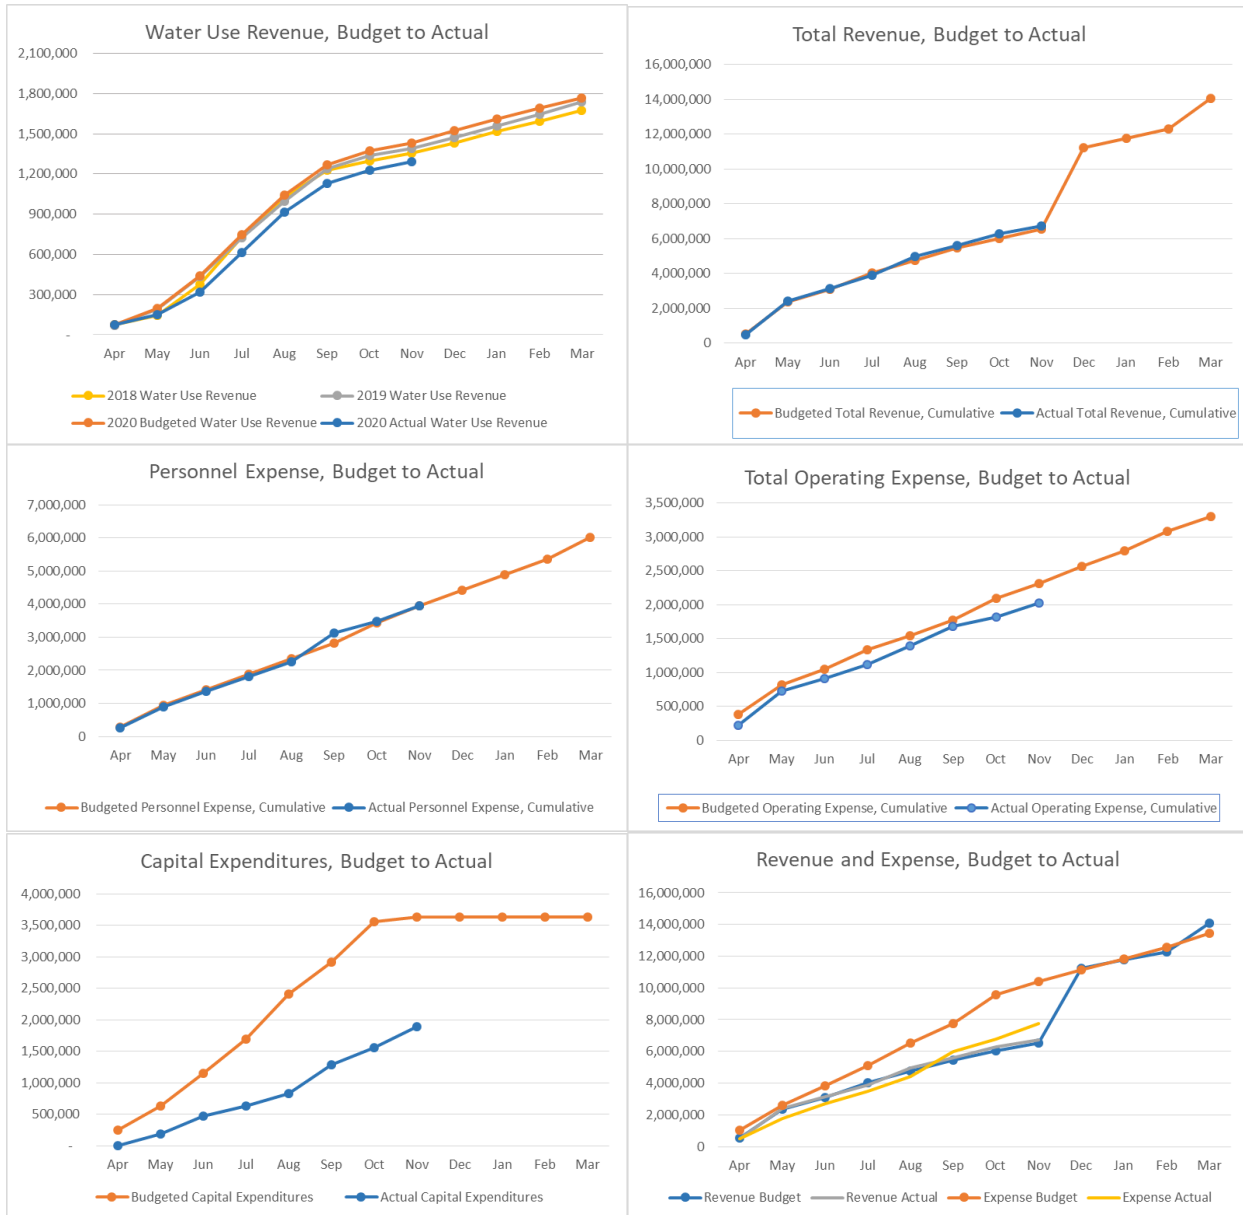 Water Use Revenue, Budget to Actual
2,100,000
1,800,000
1,500,000
1,200,000
900,000
600,000
300,000
-
Apr May Jun Jul Aug Sep Oct Nov Dec Jan Feb Mar
2018 Water Use Revenue 2019 Water Use Revenue
2020 Budgeted Water Use Revenue 2020 Actual Water Use Revenue
Total Revenue, Budget to Actual
16,000,000
14,000,000
12,000,000
10,000,000
8,000,000
6,000,000
4,000,000
2,000,000
0
Apr May Jun Jul Aug Sep Oct Nov Dec Jan Feb Mar
Budgeted Total Revenue, Cumulative Actual Total Revenue, Cumulative
Personnel Expense, Budget to Actual
7,000,000
6,000,000
5,000,000
4,000,000
3,000,000
2,000,000
1,000,000
0
Apr May Jun Jul Aug Sep Oct Nov Dec Jan Feb Mar
Budgeted Personnel Expense, Cumulative Actual Personnel Expense, Cumulative
Total Operating Expense, Budget to Actual
3,500,000
3,000,000
2,500,000
2,000,000
1,500,000
1,000,000
500,000
0
Apr May Jun Jul Aug Sep Oct Nov Dec Jan Feb Mar
Budgeted Operating Expense, Cumulative Actual Operating Expense, Cumulative
Capital Expenditures, Budget to Actual
4,000,000
3,500,000
3,000,000
2,500,000
2,000,000
1,500,000
1,000,000
500,000
-
Apr May Jun Jul Aug Sep Oct Nov Dec Jan Feb Mar
Budgeted Capital Expenditures Actual Capital Expenditures
Revenue and Expense, Budget to Actual
16,000,000
14,000,000
12,000,000
10,000,000
8,000,000
6,000,000
4,000,000
2,000,000
0
Apr May Jun Jul Aug Sep Oct Nov Dec Jan Feb Mar
Revenue Budget Revenue Actual Expense Budget Expense Actual